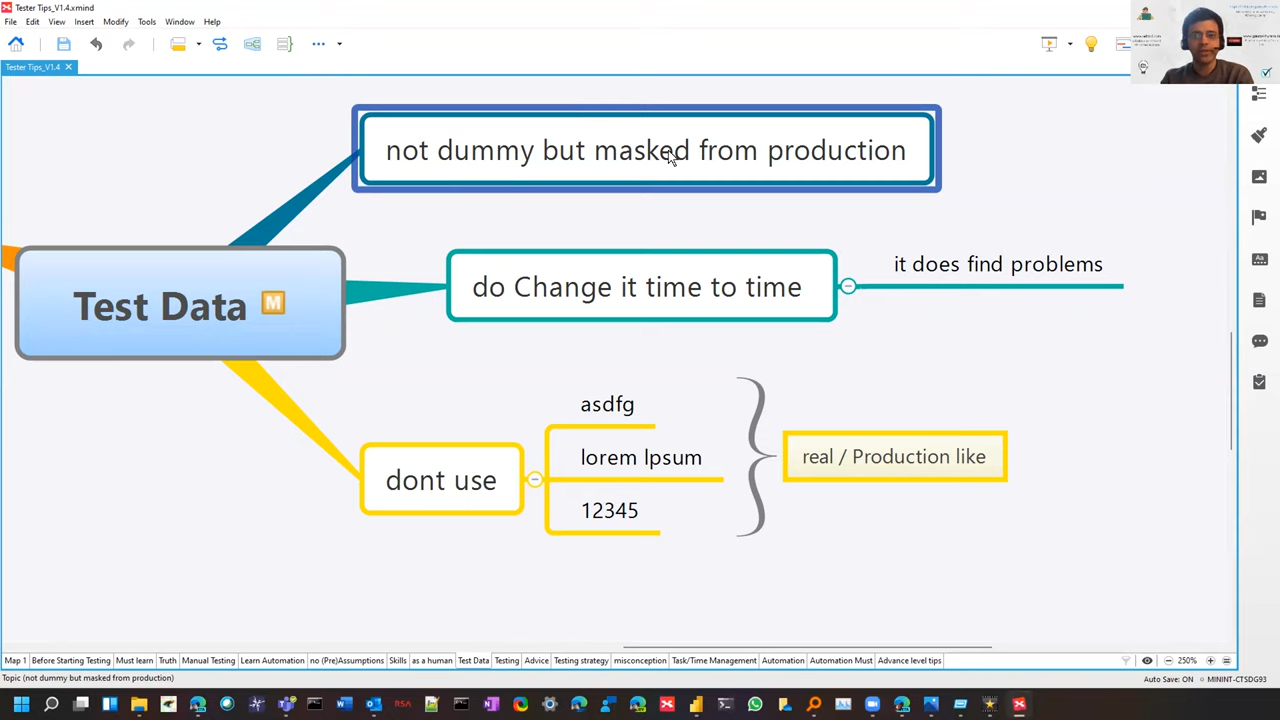 Tester Tips_V1.4.xmind
File Edit View Insert Modify Tools Window Help
Tester Tips_V1.4
not dummy but masked from production
Test Data M
do Change it time to time
it does find problems
dont use
asdfg
lorem Ipsum
12345
real / Production like
Map 1 Before Starting Testing Must learn Truth Manual Testing Learn Automation no (Pre)Assumptions Skills as a human Test Data Testing Advice Testing strategy misconception Task/Time Management Automation Automation Must Advance level tips
250%
Topic (not dummy but masked from production)
Auto Save: ON MININT-CTSDG93
RSA